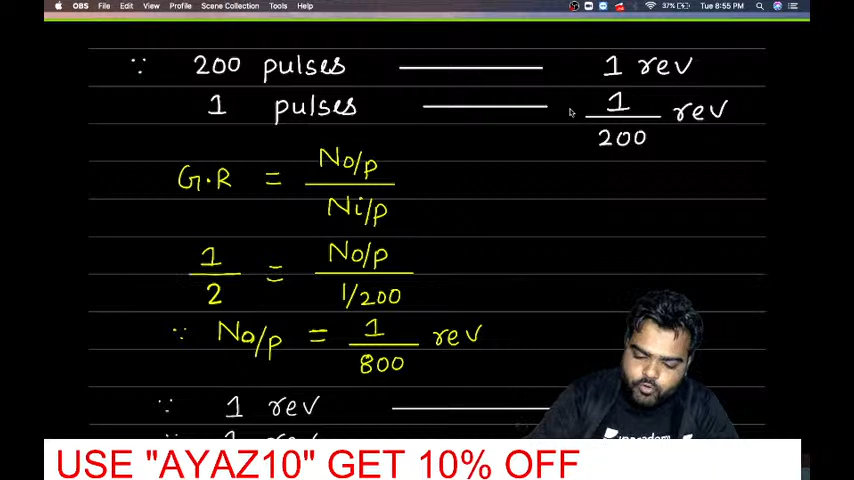 OBS File Edit View Profile Scene Collection Tools Help 37% Tue 8:55 PM
∵ 200 pulses —— 1 rev
1 pulses —— 1/200 rev
G.R = No/p / Ni/p
1/2 = No/p / 1/200
∵ No/p = 1/800 rev
∵ 1 rev ——
USE "AYAZ10" GET 10% OFF